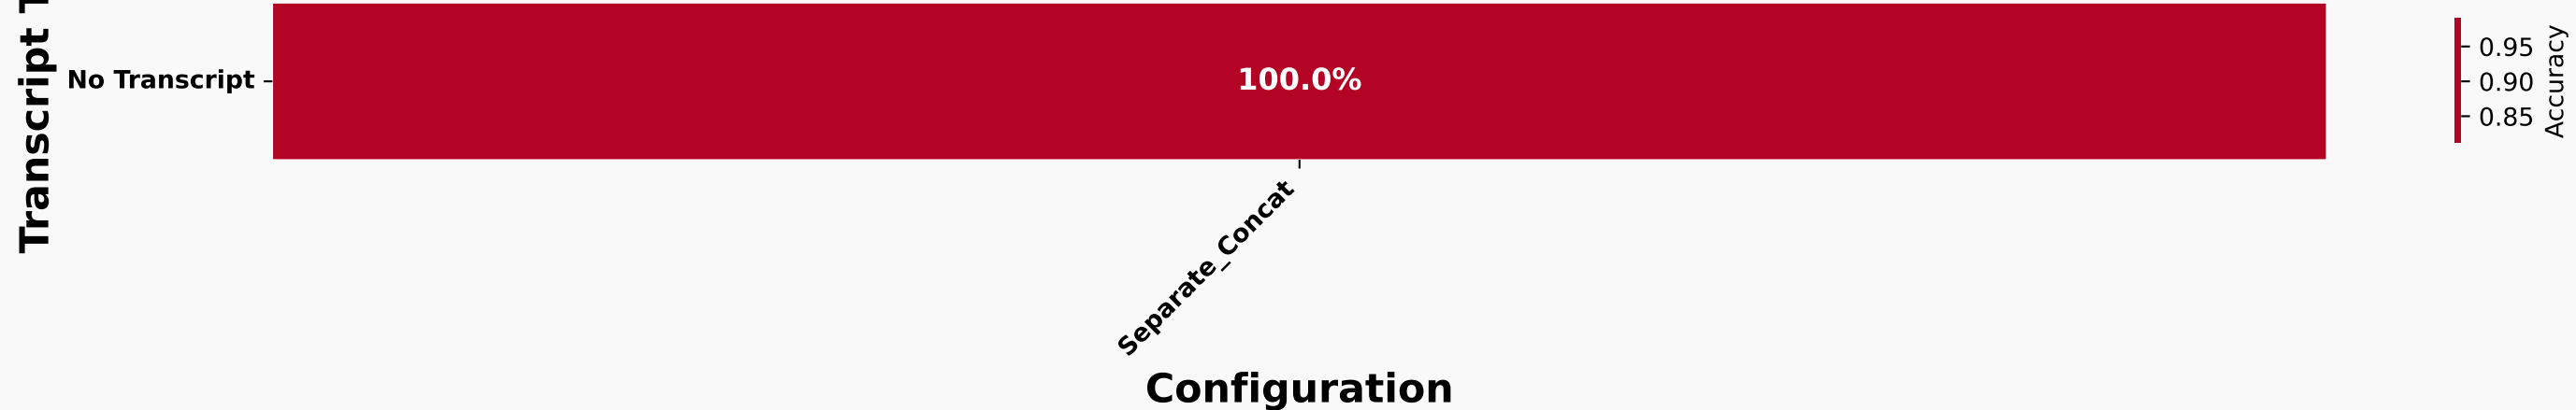 Transcript
No Transcript
100.0%
0.95
0.90
0.85
Accuracy
Separate_Concat
Configuration